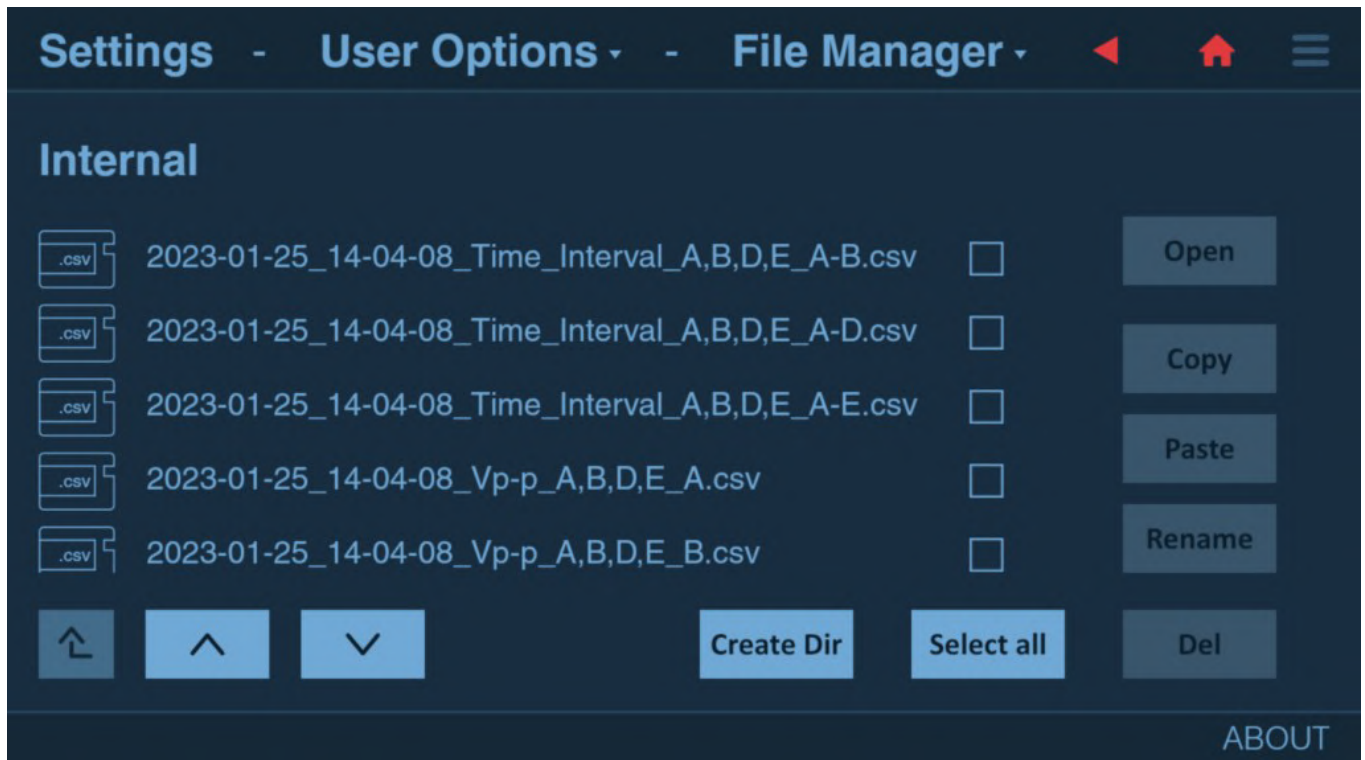 Settings - User Options - File Manager
Internal
.csv 2023-01-25_14-04-08_Time_Interval_A,B,D,E_A-B.csv Open
.csv 2023-01-25_14-04-08_Time_Interval_A,B,D,E_A-D.csv
Copy
.csv 2023-01-25_14-04-08_Time_Interval_A,B,D,E_A-E.csv
Paste
.csv 2023-01-25_14-04-08_Vp-p_A,B,D,E_A.csv
Rename
.csv 2023-01-25_14-04-08_Vp-p_A,B,D,E_B.csv
Create Dir Select all Del
ABOUT